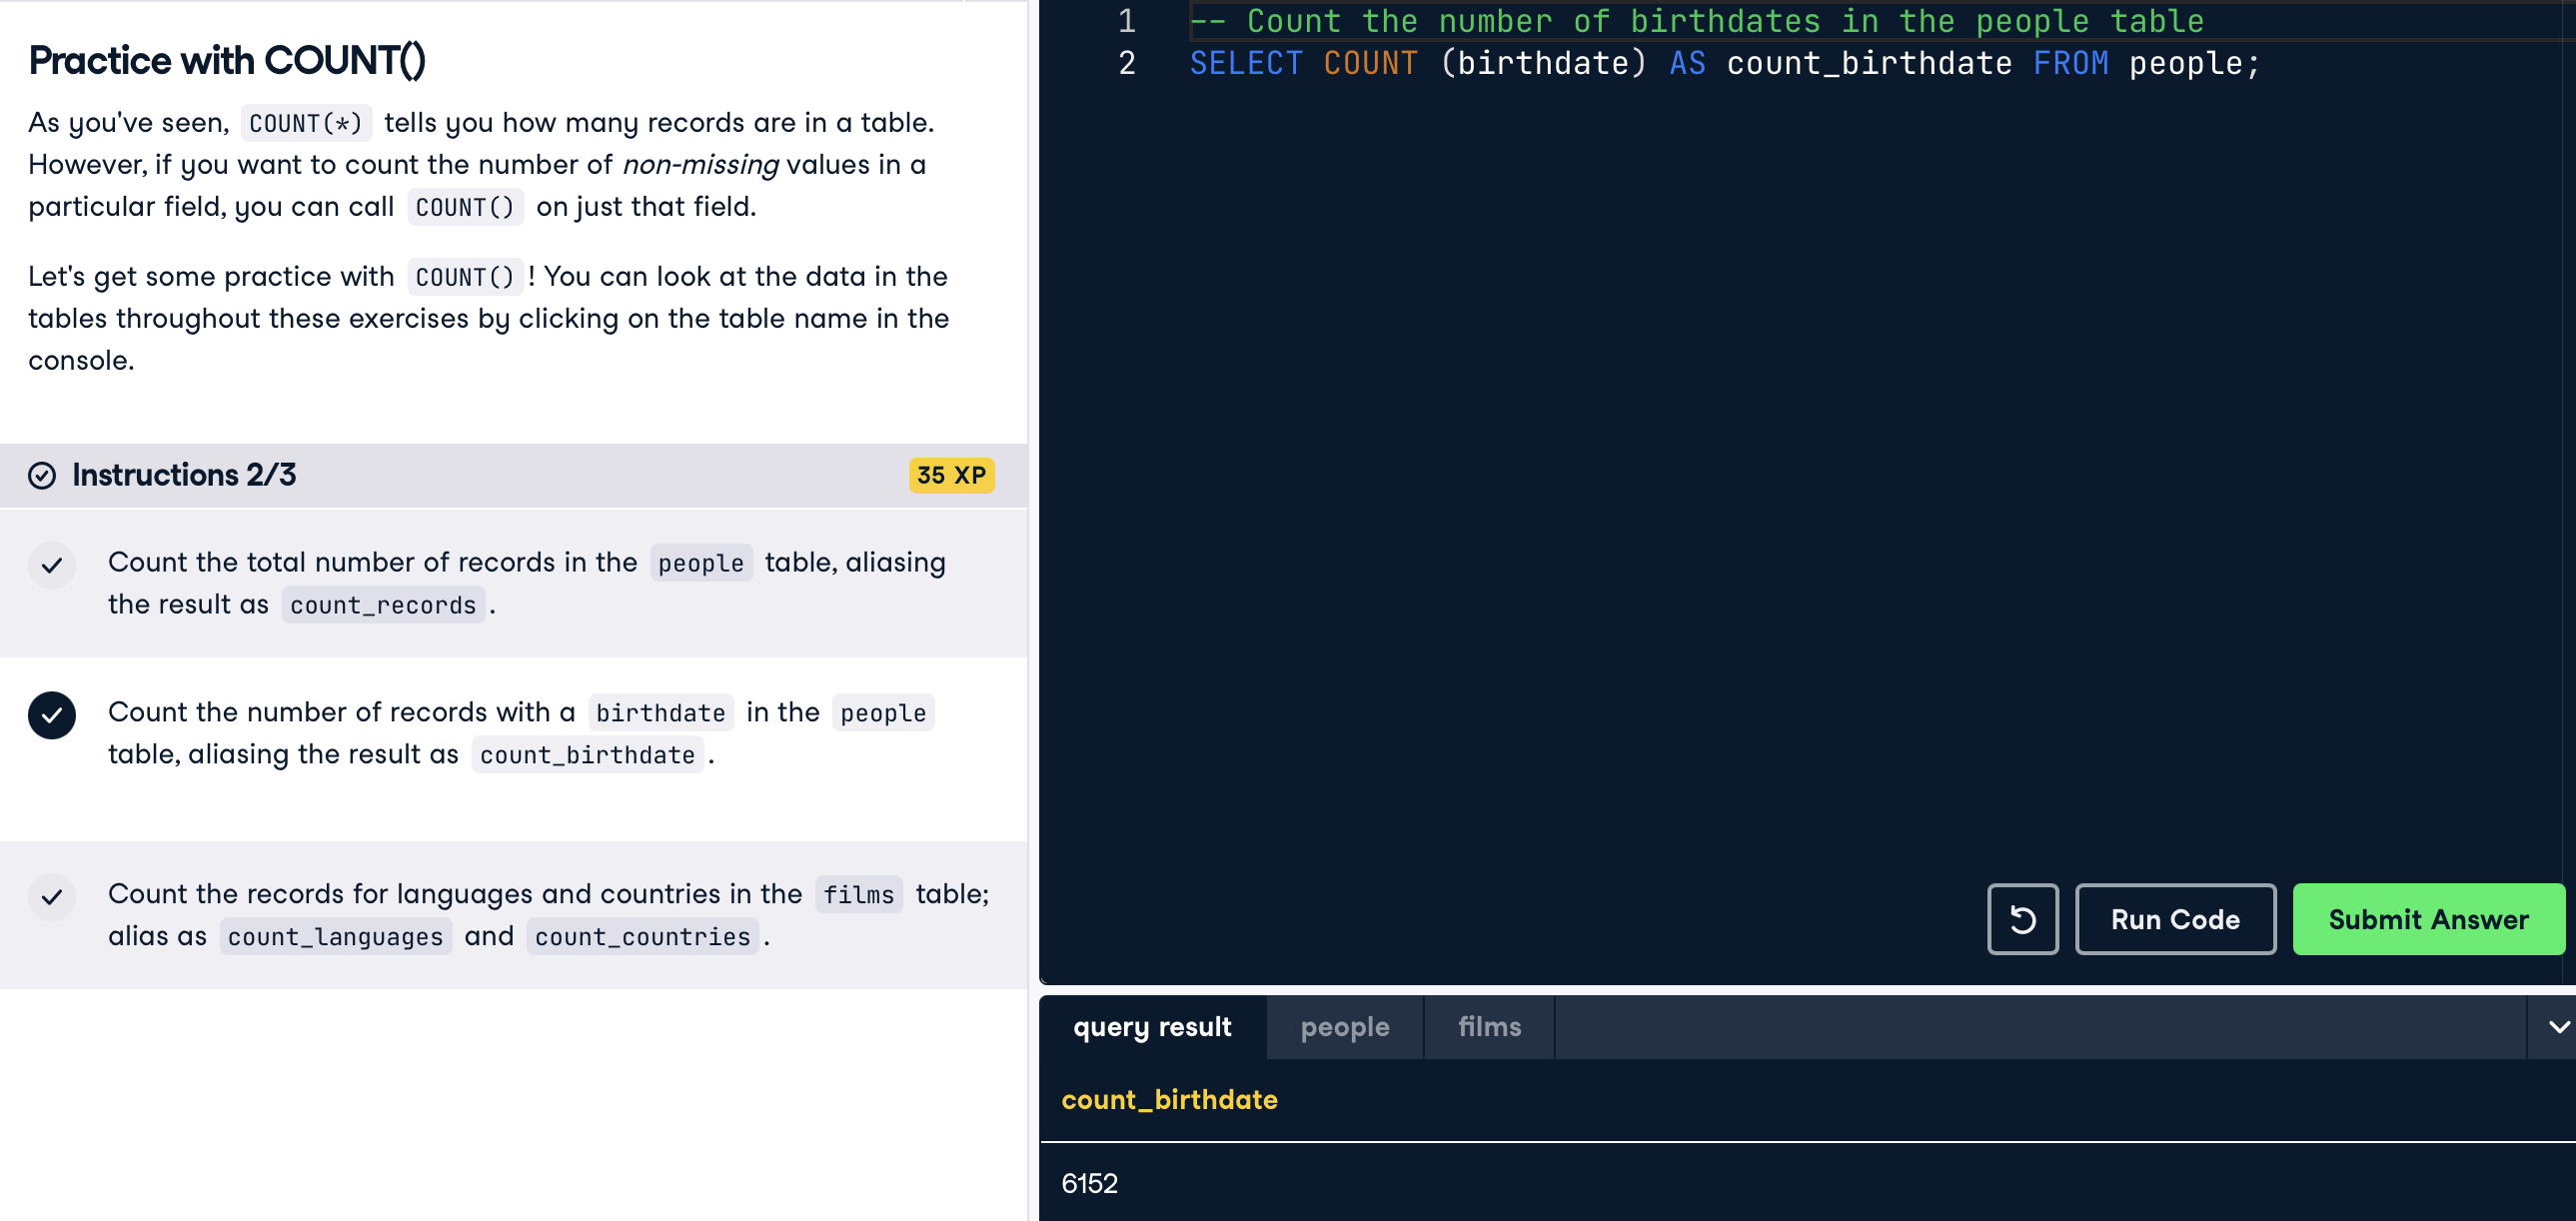 Practice with COUNT()
As you've seen, COUNT(*) tells you how many records are in a table.
However, if you want to count the number of non-missing values in a
particular field, you can call COUNT() on just that field.
Let's get some practice with COUNT() ! You can look at the data in the
tables throughout these exercises by clicking on the table name in the
console.
Instructions 2/3
35 XP
Count the total number of records in the people table, aliasing
the result as count_records .
Count the number of records with a birthdate in the people
table, aliasing the result as count_birthdate .
Count the records for languages and countries in the films table;
alias as count_languages and count_countries .
1 -- Count the number of birthdates in the people table
2 SELECT COUNT (birthdate) AS count_birthdate FROM people;
Run Code
Submit Answer
query result people films
count_birthdate
6152